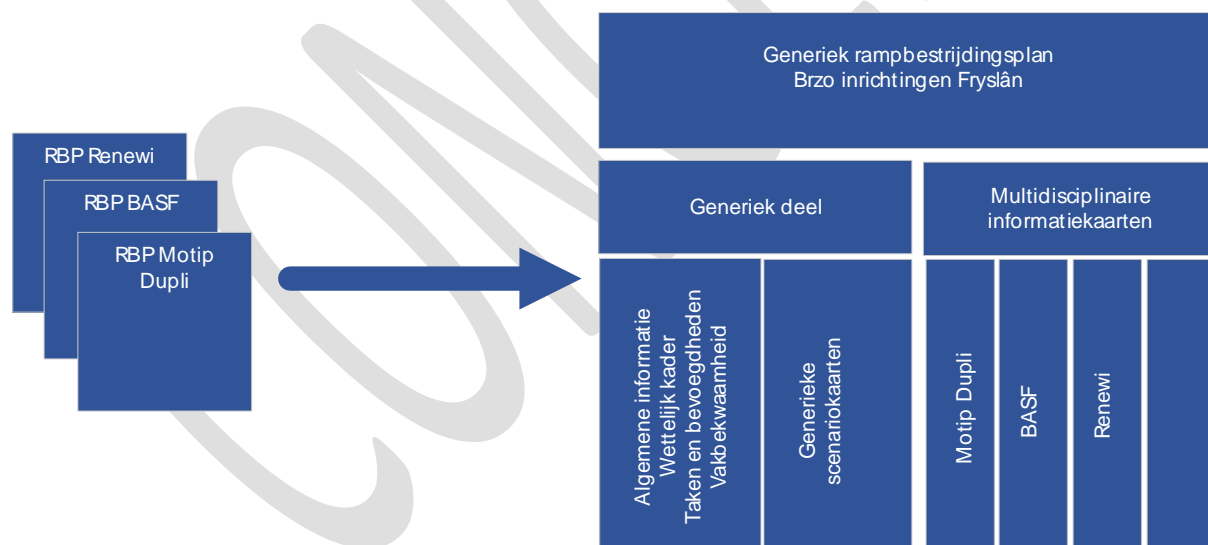 RBP Renewi
RBP BASF
RBP Motip
Dupli
Generiek rampbestrijdingsplan
Brzo inrichtingen Fryslân
Generiek deel
Multidisciplinaire
informatiekaarten
Algemene informatie
Wettelijk kader
Taken en bevoegdheden
Vakbekwaamheid
Generieke
scenariokaarten
Motip Dupli
BASF
Renewi